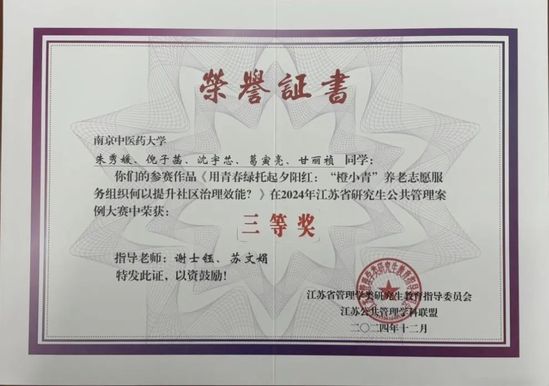 榮譽証書
南京中医药大学
朱秀媛、倪子菡、沈宇芯、葛寅亮、甘丽祯 同学：
你们的参赛作品《用青春绿托起夕阳红：“橙小青”养老志愿服
务组织何以提升社区治理效能？》在2024年江苏省研究生公共管理案
例大赛中荣获：
三等奖
指导老师：谢士钰、苏文娟
特发此证，以资鼓励！
江苏省管理学类研究生教育指导委员会
江苏公共管理学科联盟
二〇二四年十二月